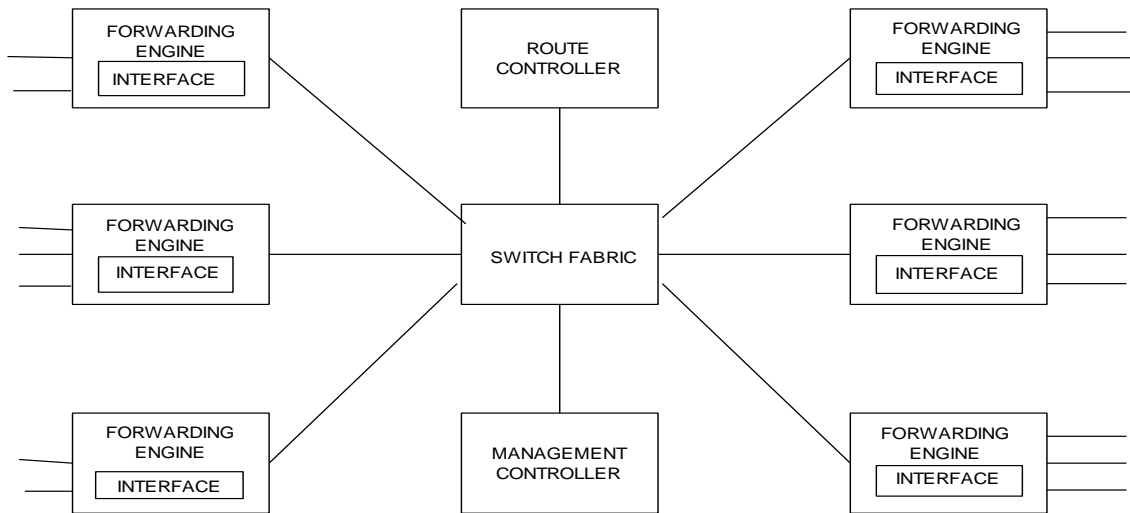 FORWARDING
ENGINE
INTERFACE
ROUTE
CONTROLLER
FORWARDING
ENGINE
INTERFACE
FORWARDING
ENGINE
INTERFACE
SWITCH FABRIC
FORWARDING
ENGINE
INTERFACE
FORWARDING
ENGINE
INTERFACE
MANAGEMENT
CONTROLLER
FORWARDING
ENGINE
INTERFACE